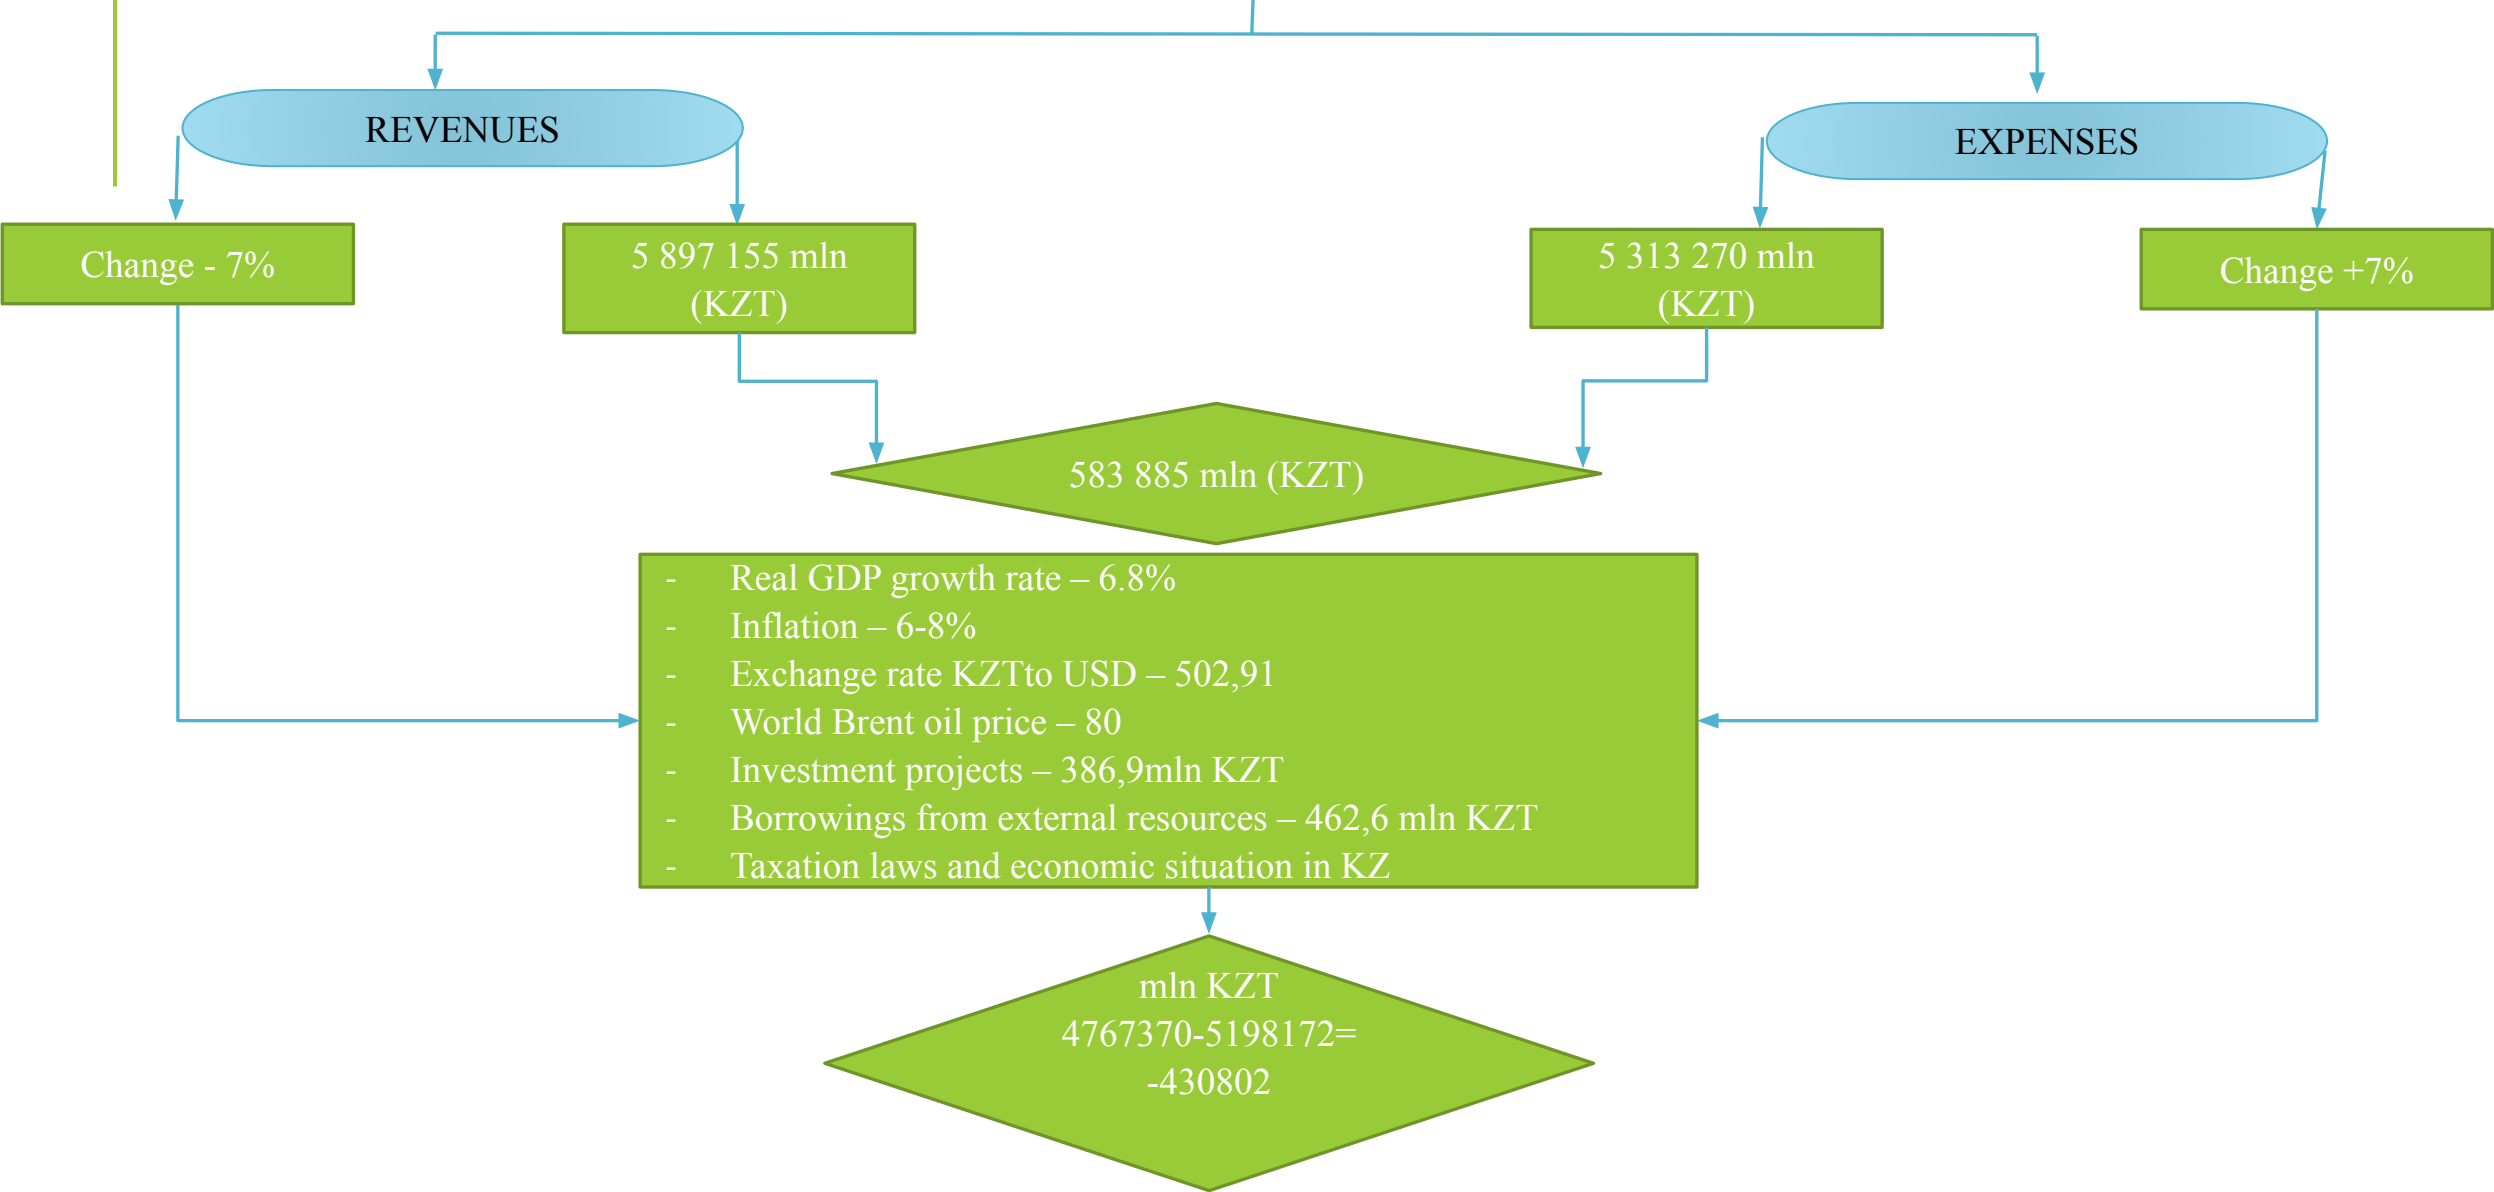 REVENUES
EXPENSES
Change - 7%
5 897 155 mln
(KZT)
5 313 270 mln
(KZT)
Change +7%
583 885 mln (KZT)
- Real GDP growth rate – 6.8%
- Inflation – 6-8%
- Exchange rate KZTto USD – 502,91
- World Brent oil price – 80
- Investment projects – 386,9mln KZT
- Borrowings from external resources – 462,6 mln KZT
- Taxation laws and economic situation in KZ
mln KZT
4767370-5198172=
-430802